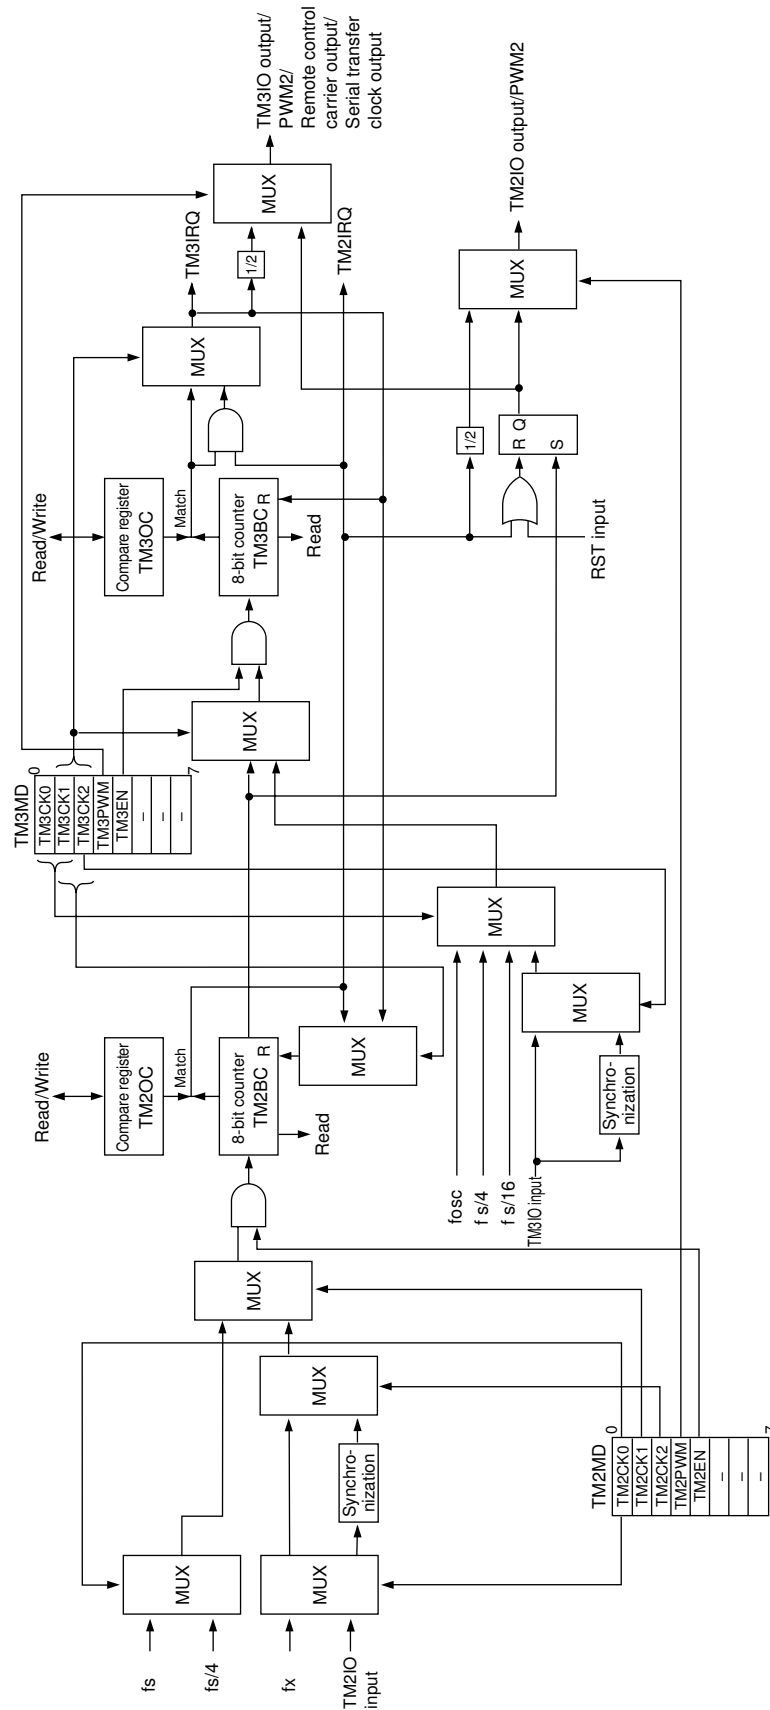 fs
fs/4
fx
TM2IO
input
MUX
MUX
Synchro-
nization
MUX
MUX
TM2MD
0
TM2CK0
TM2CK1
TM2CK2
TM2PWM
TM2EN
–
–
–
7
Read/Write
Compare register
TM2OC
Match
8-bit counter
TM2BC
R
Read
MUX
fosc
f s/4
f s/16
TM3IO input
Synchro-
nization
MUX
MUX
TM3MD
0
TM3CK0
TM3CK1
TM3CK2
TM3PWM
TM3EN
–
–
–
7
MUX
Read/Write
Compare register
TM3OC
Match
8-bit counter
TM3BC
R
Read
MUX
TM3IRQ
1/2
MUX
TM3IO output/
PWM2/
Remote control
carrier output/
Serial transfer
clock output
TM2IRQ
RST input
1/2
R
Q
S
MUX
TM2IO output/PWM2